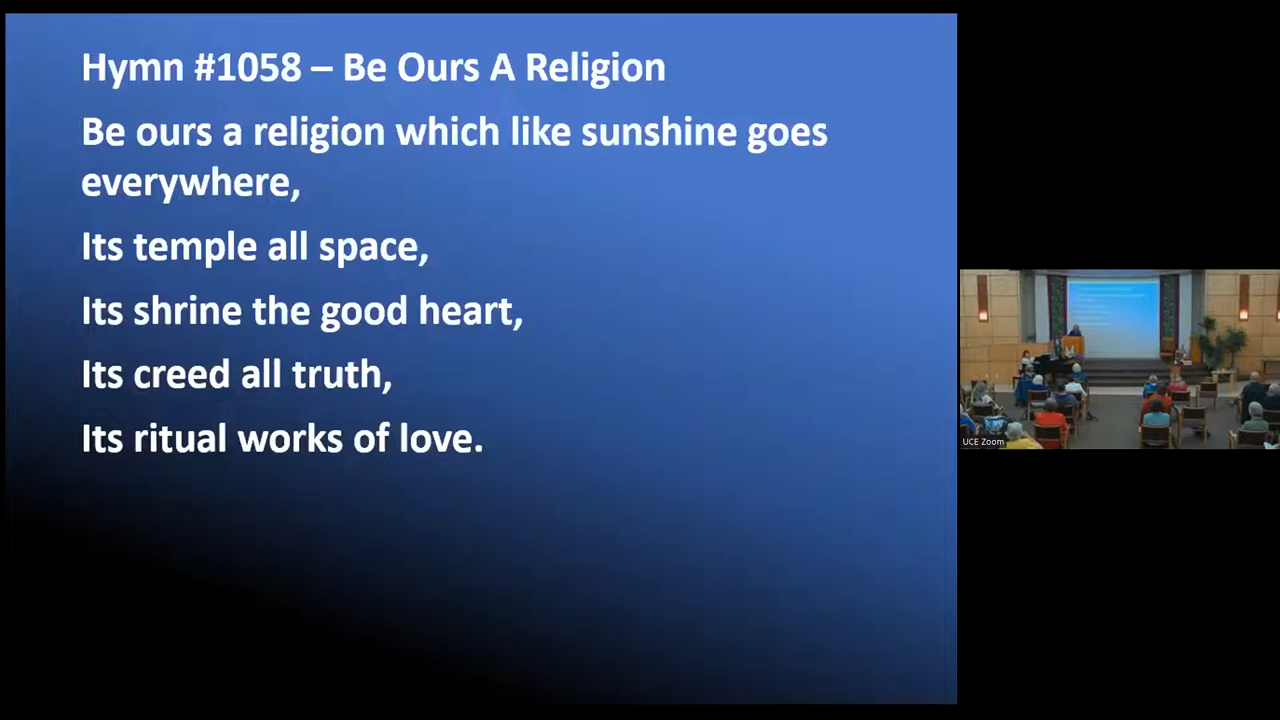 Hymn #1058 – Be Ours A Religion
Be ours a religion which like sunshine goes
everywhere,
Its temple all space,
Its shrine the good heart,
Its creed all truth,
Its ritual works of love.
UCE Zoom